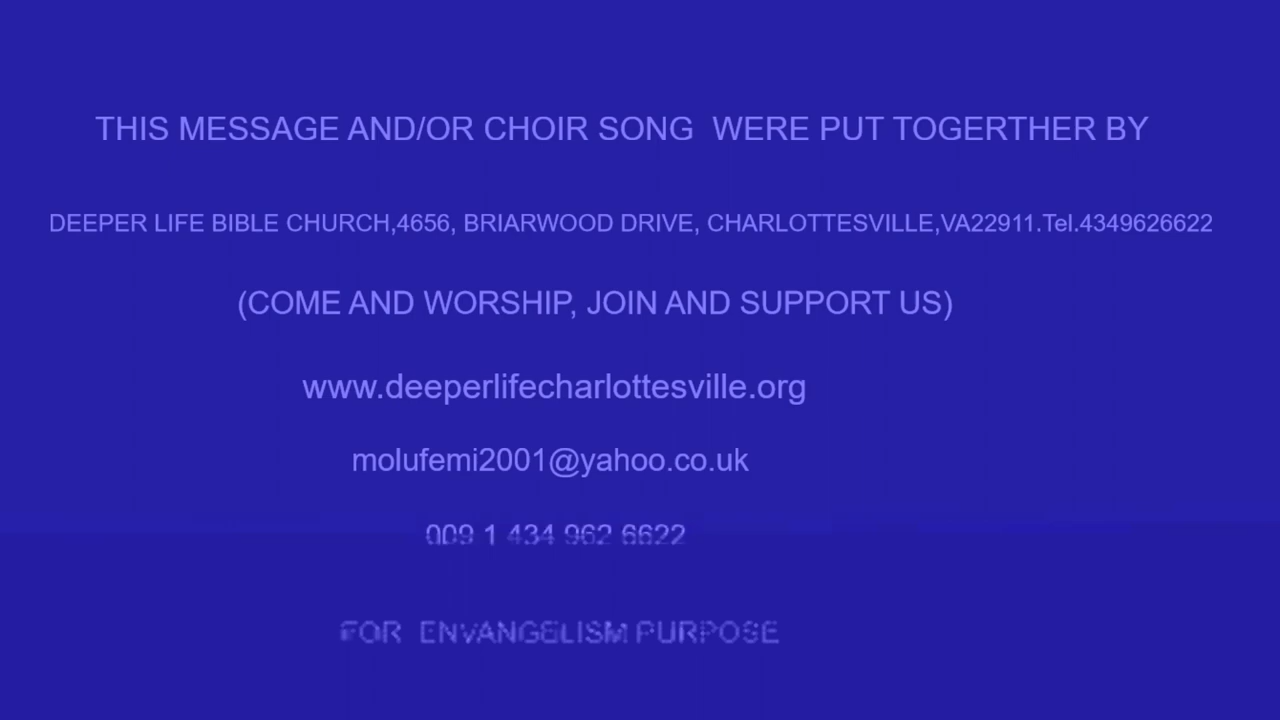 THIS MESSAGE AND/OR CHOIR SONG  WERE PUT TOGERTHER BY
DEEPER LIFE BIBLE CHURCH,4656, BRIARWOOD DRIVE, CHARLOTTESVILLE,VA22911.Tel.4349626622
(COME AND WORSHIP, JOIN AND SUPPORT US)
www.deeperlifecharlottesville.org
molufemi2001@yahoo.co.uk
009 1 434 962 6622
FOR  ENVANGELISM PURPOSE